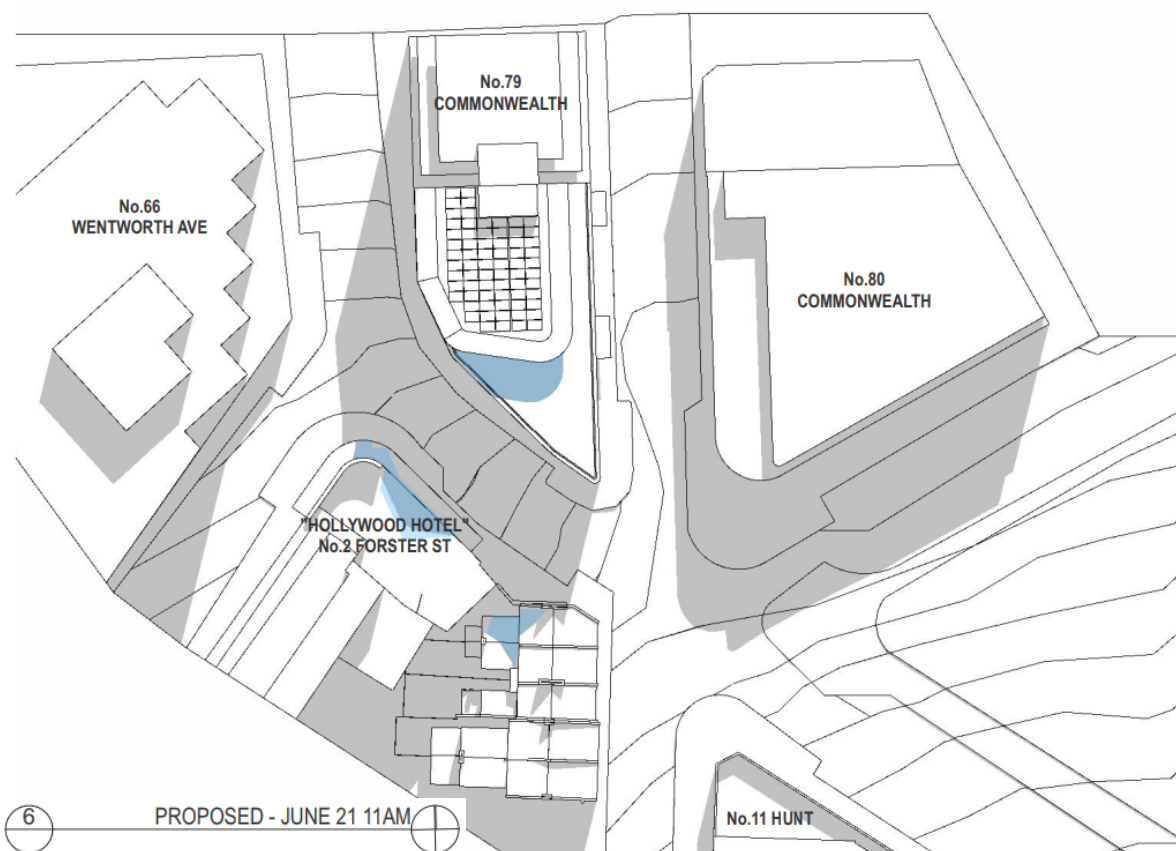 No.79
COMMONWEALTH
No.66
WENTWORTH AVE
No.80
COMMONWEALTH
"HOLLYWOOD HOTEL"
No.2 FORSTER ST
No.11 HUNT
6
PROPOSED - JUNE 21 11AM